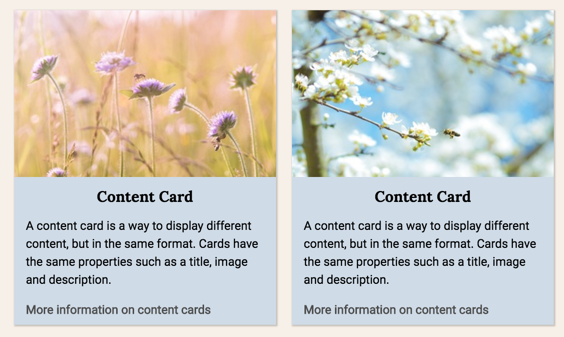 Content Card
A content card is a way to display different
content, but in the same format. Cards have
the same properties such as a title, image
and description.
More information on content cards
Content Card
A content card is a way to display different
content, but in the same format. Cards have
the same properties such as a title, image
and description.
More information on content cards